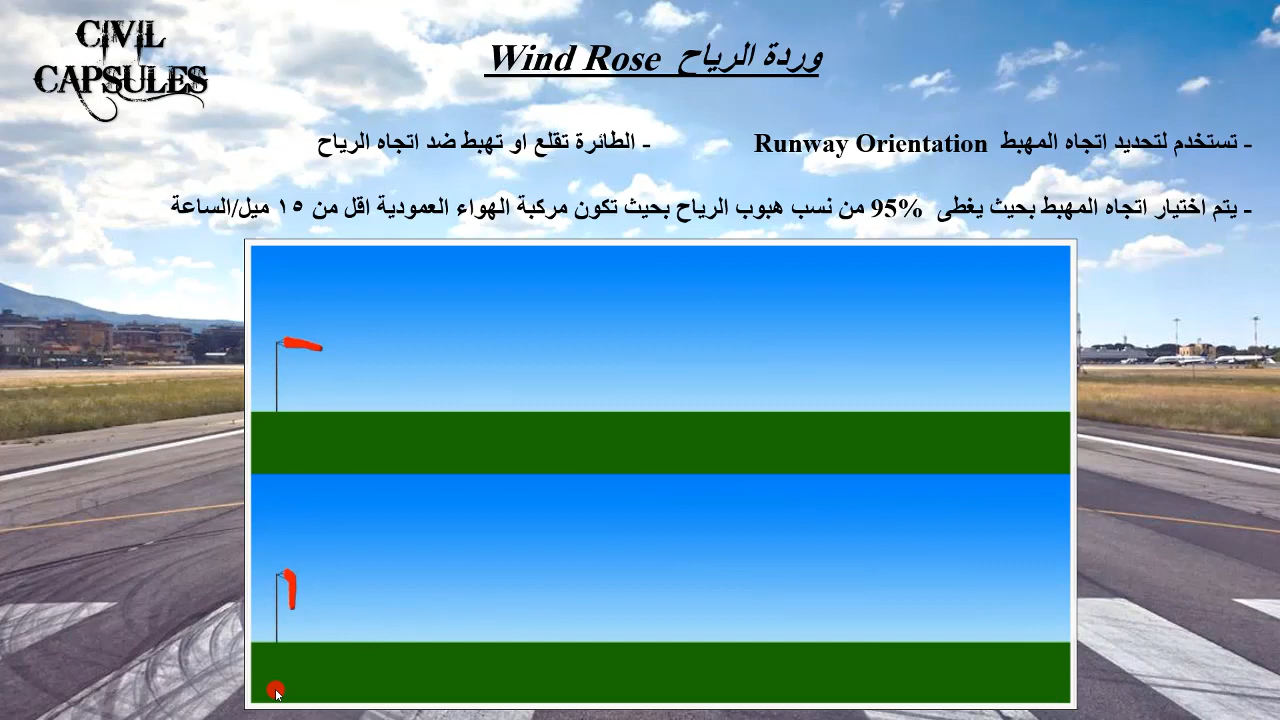 CIVIL
CAPSULES
وردة الرياح Wind Rose
- تستخدم لتحديد اتجاه المهبط Runway Orientation
- الطائرة تقلع او تهبط ضد اتجاه الرياح
- يتم اختيار اتجاه المهبط بحيث يغطى 95% من نسب هبوب الرياح بحيث تكون مركبة الهواء العمودية اقل من ١٥ ميل/الساعة